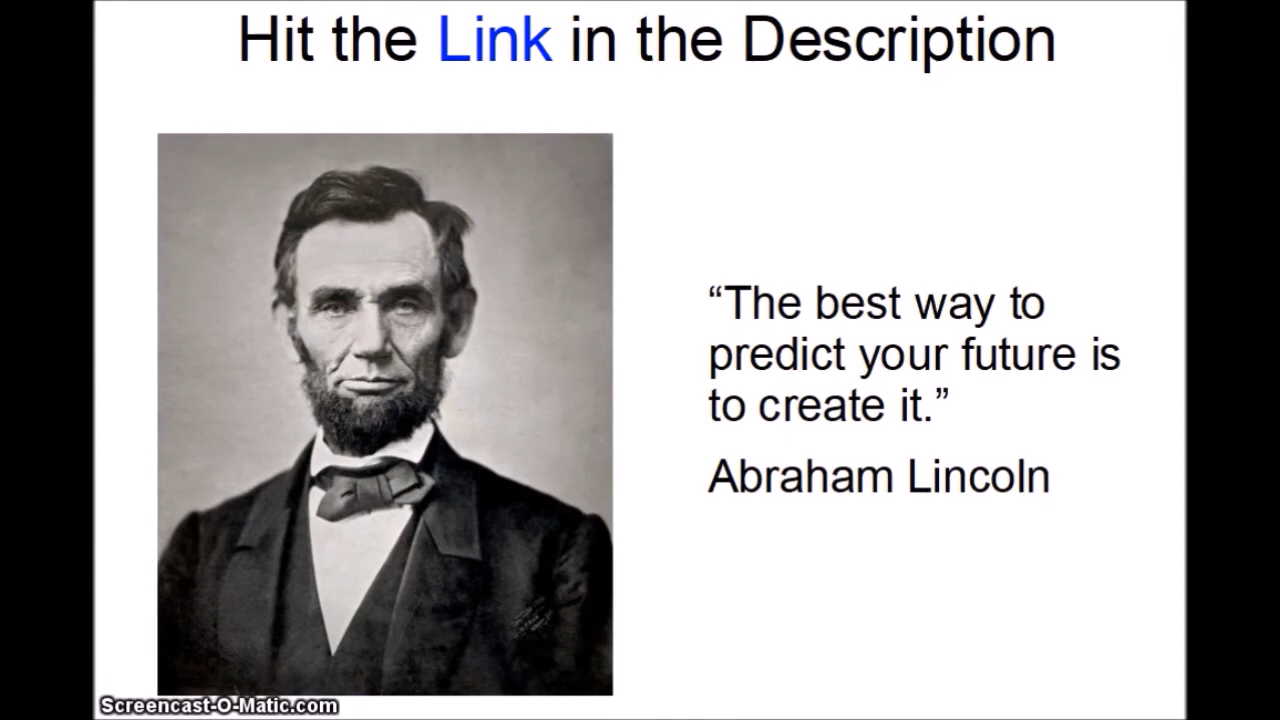 Hit the Link in the Description
“The best way to
predict your future is
to create it.”
Abraham Lincoln
Screencast-O-Matic.com